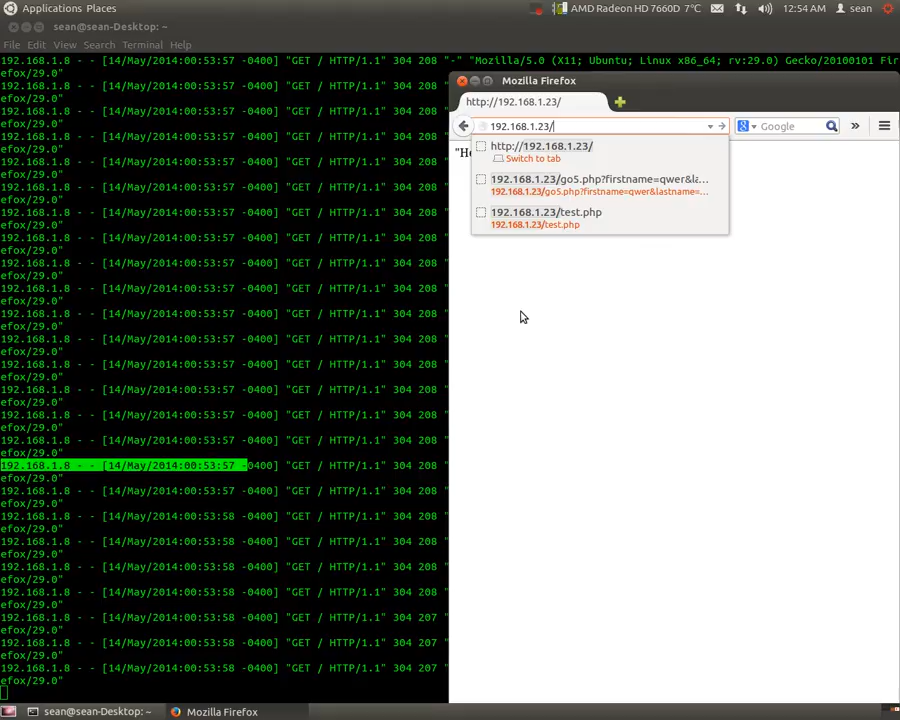 Applications Places
AMD Radeon HD 7660D 7°C
12:54 AM
sean
sean@sean-Desktop: ~
File Edit View Search Terminal Help
192.168.1.8 - - [14/May/2014:00:53:57 -0400] "GET / HTTP/1.1" 304 208 "-" "Mozilla/5.0 (X11; Ubuntu; Linux x86_64; rv:29.0) Gecko/20100101 Fir
efox/29.0"
192.168.1.8 - - [14/May/2014:00:53:57 -0400] "GET / HTTP/1.1" 304 208 "
efox/29.0"
192.168.1.8 - - [14/May/2014:00:53:57 -0400] "GET / HTTP/1.1" 304 208 "
efox/29.0"
192.168.1.8 - - [14/May/2014:00:53:57 -0400] "GET / HTTP/1.1" 304 208 "
efox/29.0"
192.168.1.8 - - [14/May/2014:00:53:57 -0400] "GET / HTTP/1.1" 304 208 "
efox/29.0"
192.168.1.8 - - [14/May/2014:00:53:57 -0400] "GET / HTTP/1.1" 304 208 "
efox/29.0"
192.168.1.8 - - [14/May/2014:00:53:57 -0400] "GET / HTTP/1.1" 304 208 "
efox/29.0"
192.168.1.8 - - [14/May/2014:00:53:57 -0400] "GET / HTTP/1.1" 304 208 "
efox/29.0"
192.168.1.8 - - [14/May/2014:00:53:57 -0400] "GET / HTTP/1.1" 304 208 "
efox/29.0"
192.168.1.8 - - [14/May/2014:00:53:57 -0400] "GET / HTTP/1.1" 304 208 "
efox/29.0"
192.168.1.8 - - [14/May/2014:00:53:57 -0400] "GET / HTTP/1.1" 304 208 "
efox/29.0"
192.168.1.8 - - [14/May/2014:00:53:57 -0400] "GET / HTTP/1.1" 304 208 "
efox/29.0"
192.168.1.8 - - [14/May/2014:00:53:57 -0400] "GET / HTTP/1.1" 304 208 "
efox/29.0"
192.168.1.8 - - [14/May/2014:00:53:57 -0400] "GET / HTTP/1.1" 304 208 "
efox/29.0"
192.168.1.8 - - [14/May/2014:00:53:57 -0400] "GET / HTTP/1.1" 304 208 "
efox/29.0"
192.168.1.8 - - [14/May/2014:00:53:57 -0400] "GET / HTTP/1.1" 304 208 "
efox/29.0"
192.168.1.8 - - [14/May/2014:00:53:57 -0400] "GET / HTTP/1.1" 304 208 "
efox/29.0"
192.168.1.8 - - [14/May/2014:00:53:58 -0400] "GET / HTTP/1.1" 304 208 "
efox/29.0"
192.168.1.8 - - [14/May/2014:00:53:58 -0400] "GET / HTTP/1.1" 304 208 "
efox/29.0"
192.168.1.8 - - [14/May/2014:00:53:58 -0400] "GET / HTTP/1.1" 304 208 "
efox/29.0"
192.168.1.8 - - [14/May/2014:00:53:58 -0400] "GET / HTTP/1.1" 304 208 "
efox/29.0"
192.168.1.8 - - [14/May/2014:00:53:58 -0400] "GET / HTTP/1.1" 304 207 "
efox/29.0"
192.168.1.8 - - [14/May/2014:00:53:58 -0400] "GET / HTTP/1.1" 304 207 "
efox/29.0"
192.168.1.8 - - [14/May/2014:00:53:58 -0400] "GET / HTTP/1.1" 304 207 "
efox/29.0"
Mozilla Firefox
http://192.168.1.23/
192.168.1.23/
Google
"He
http://192.168.1.23/
Switch to tab
192.168.1.23/go5.php?firstname=qwer&la...
192.168.1.23/go5.php?firstname=qwer&lastname=...
192.168.1.23/test.php
192.168.1.23/test.php
sean@sean-Desktop: ~
Mozilla Firefox